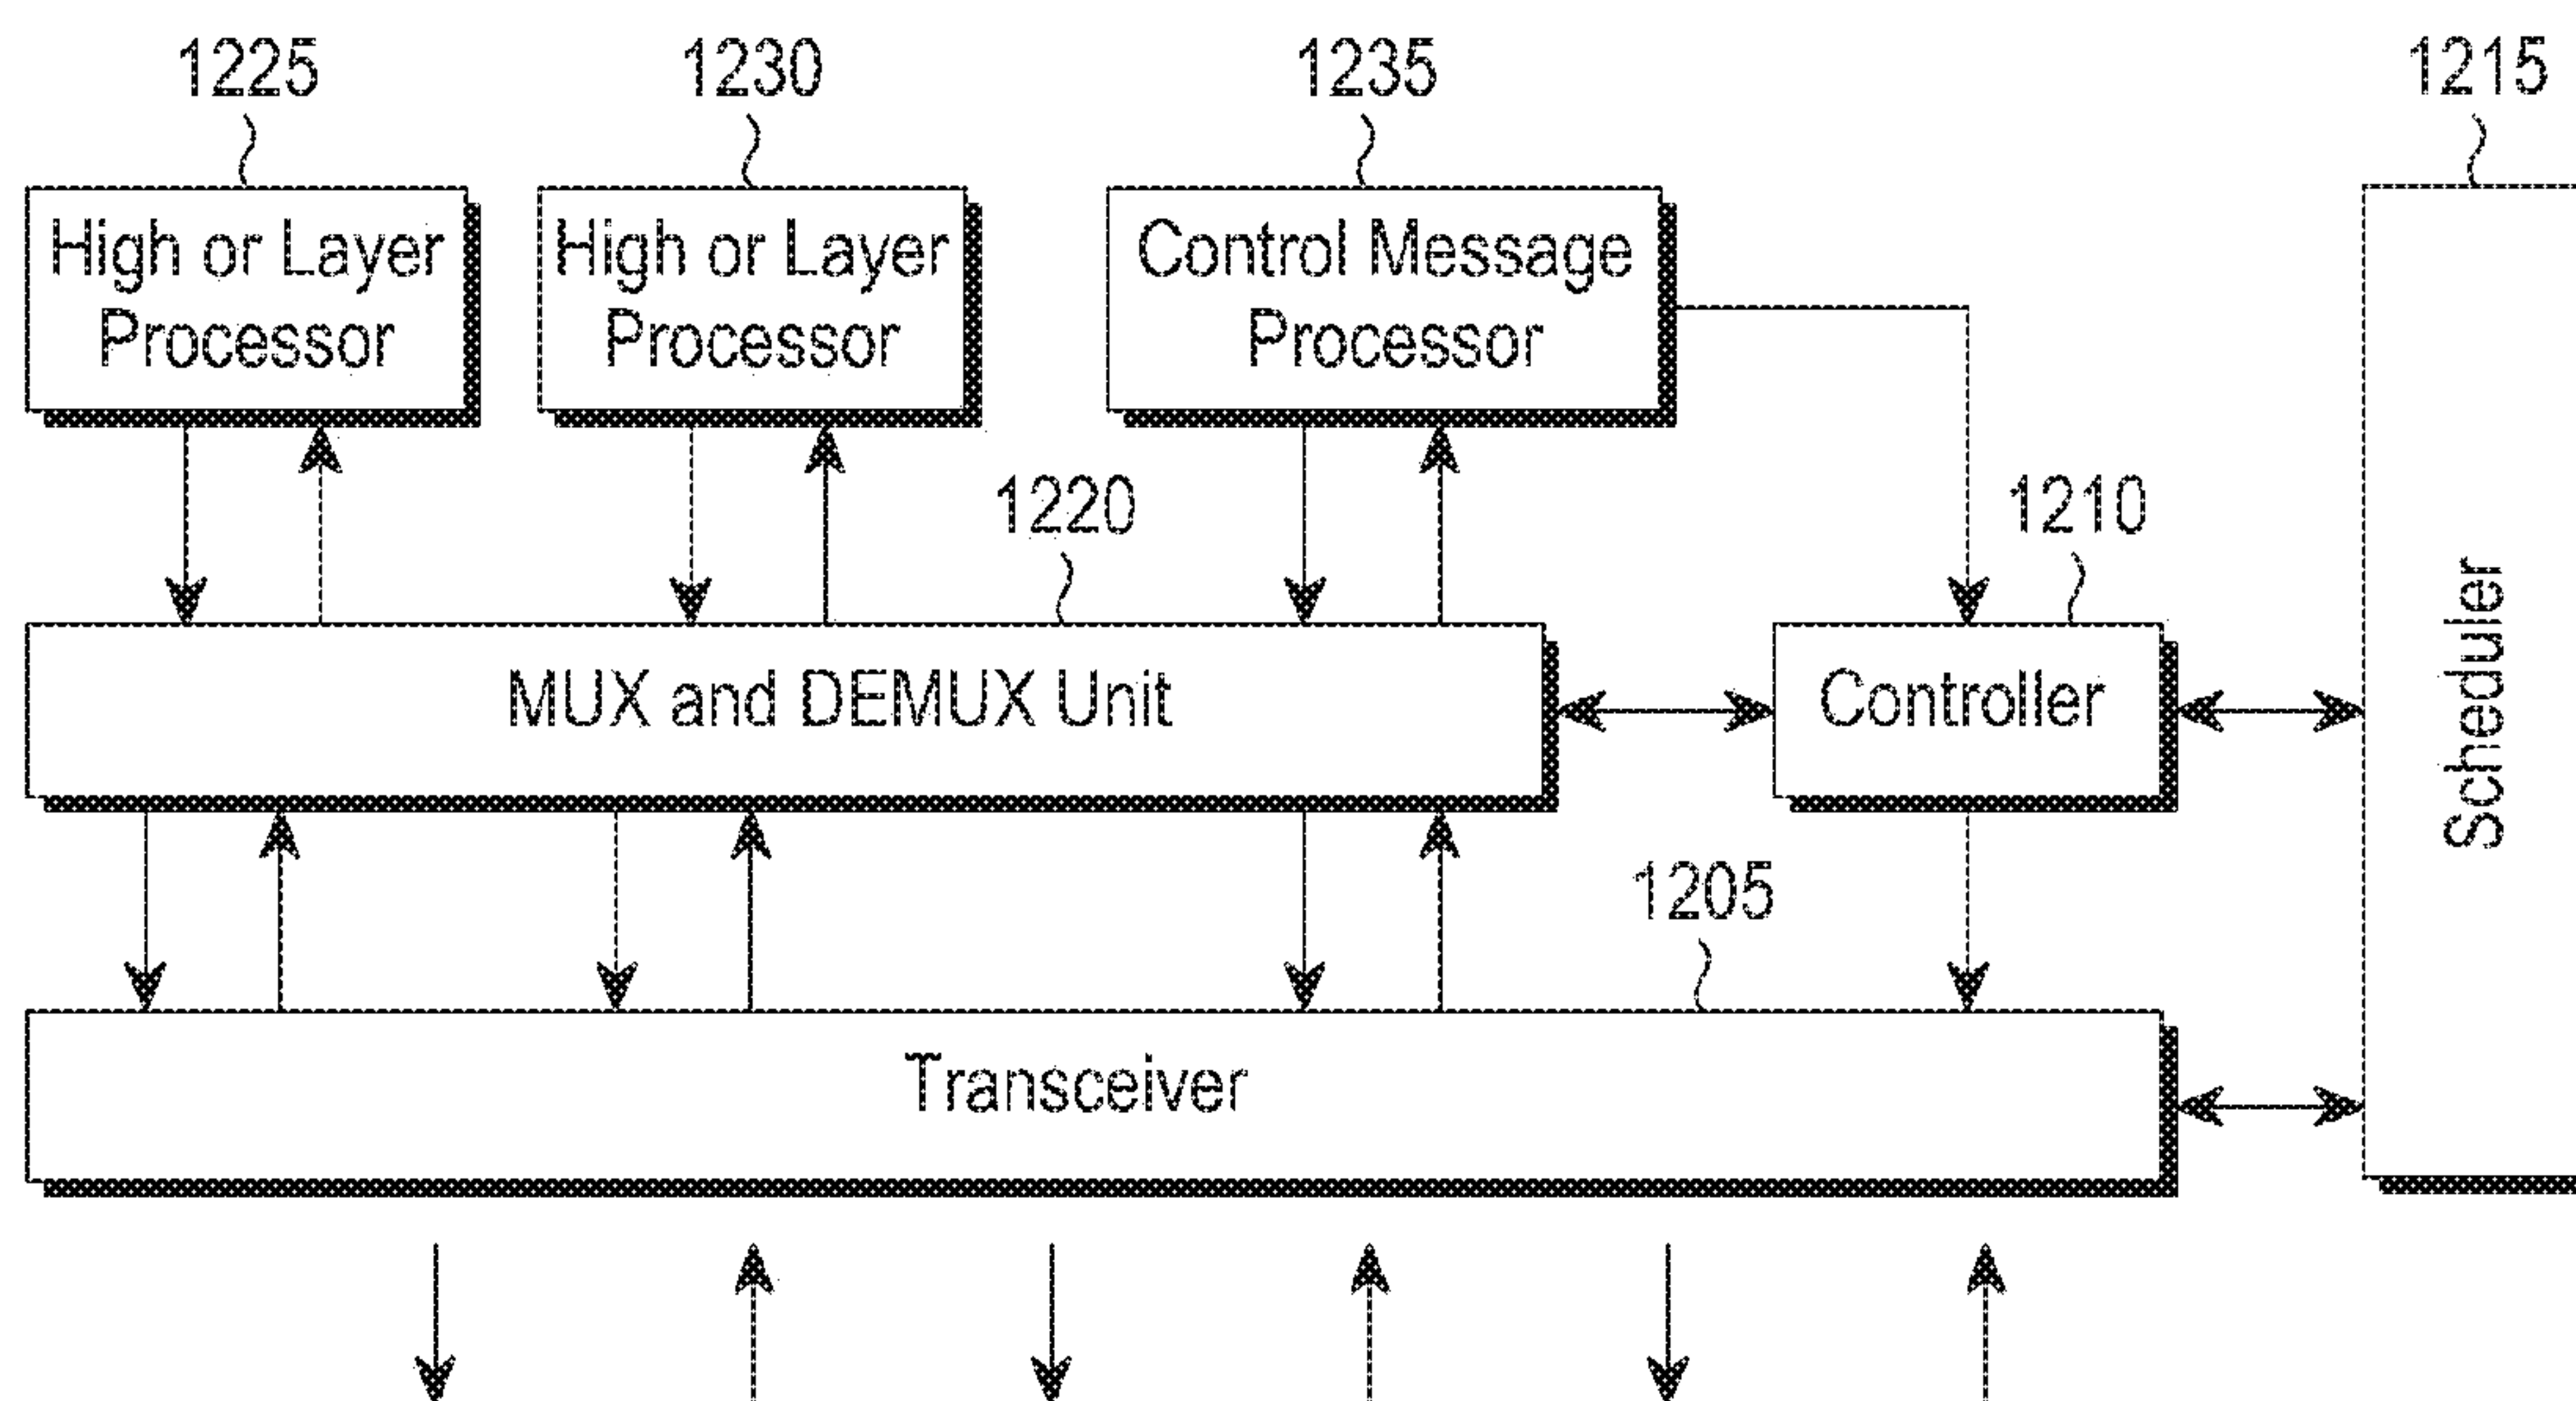 1225
1230
1235
1215
High or Layer
Processor
High or Layer
Processor
Control Message
Processor
1220
1210
MUX and DEMUX Unit
Controller
Scheduler
1205
Transceiver